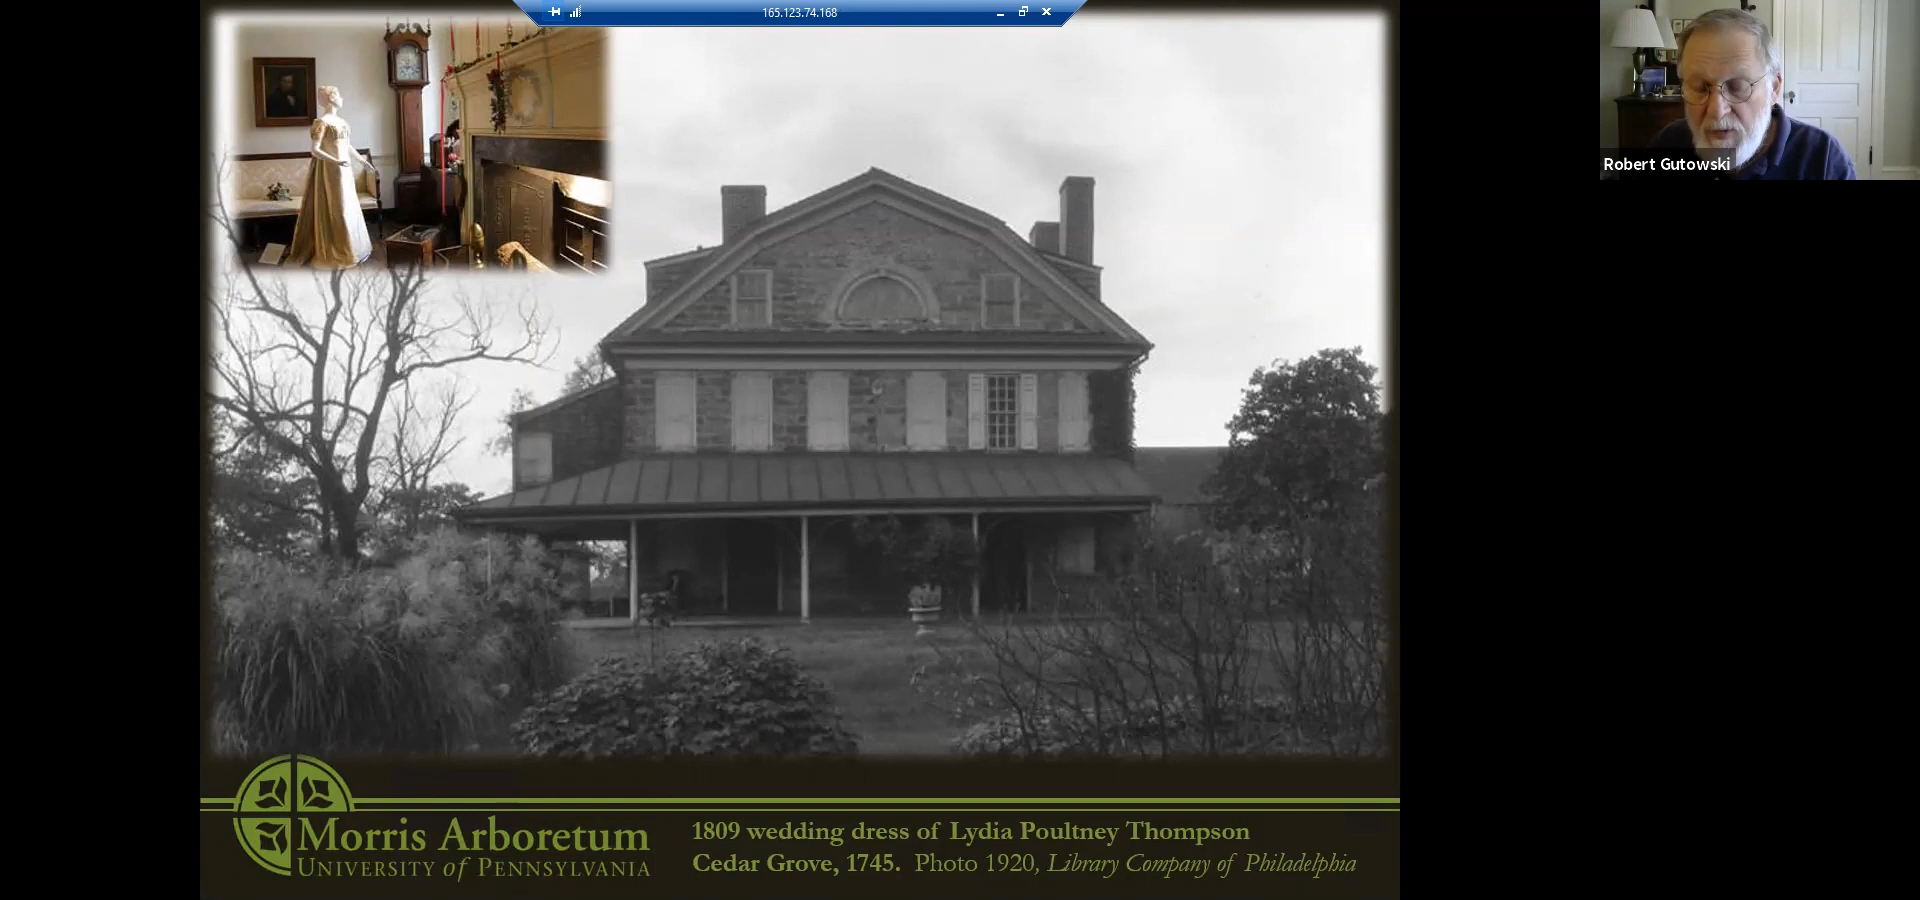 165.123.74.168
Robert Gutowski
Morris Arboretum
UNIVERSITY of PENNSYLVANIA
1809 wedding dress of Lydia Poultney Thompson
Cedar Grove, 1745. Photo 1920, Library Company of Philadelphia